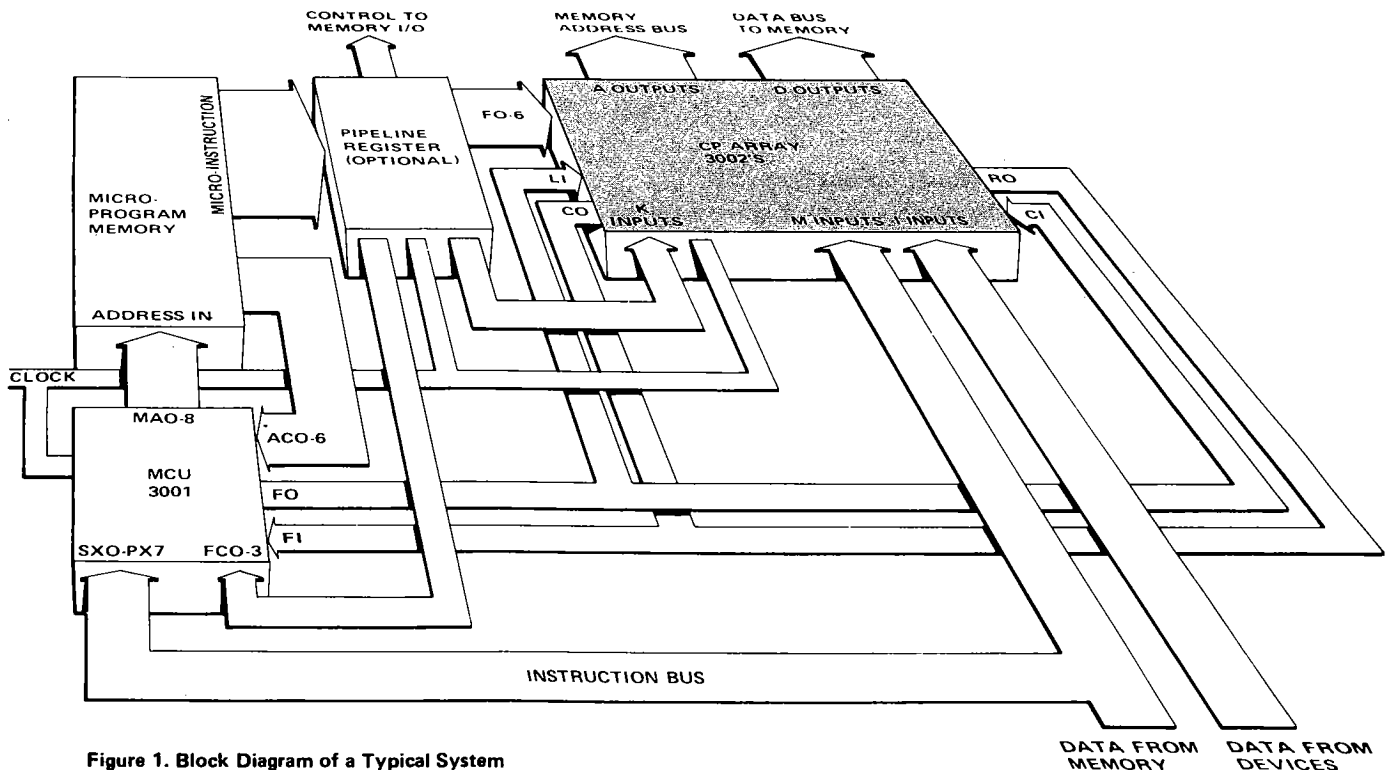 CONTROL TO
MEMORY I/O
MEMORY
ADDRESS BUS
DATA BUS
TO MEMORY
MICRO-INSTRUCTION
MICRO-
PROGRAM
MEMORY
ADDRESS IN
PIPELINE
REGISTER
(OPTIONAL)
FO-6
A OUTPUTS
D OUTPUTS
CP ARRAY
3002'S
LI
CO
K
INPUTS
M INPUTS
I INPUTS
RO
CI
CLOCK
MAO-8
ACO-6
MCU
3001
FO
FI
SXO-PX7
FCO-3
INSTRUCTION BUS
DATA FROM
MEMORY
DATA FROM
DEVICES
Figure 1. Block Diagram of a Typical System